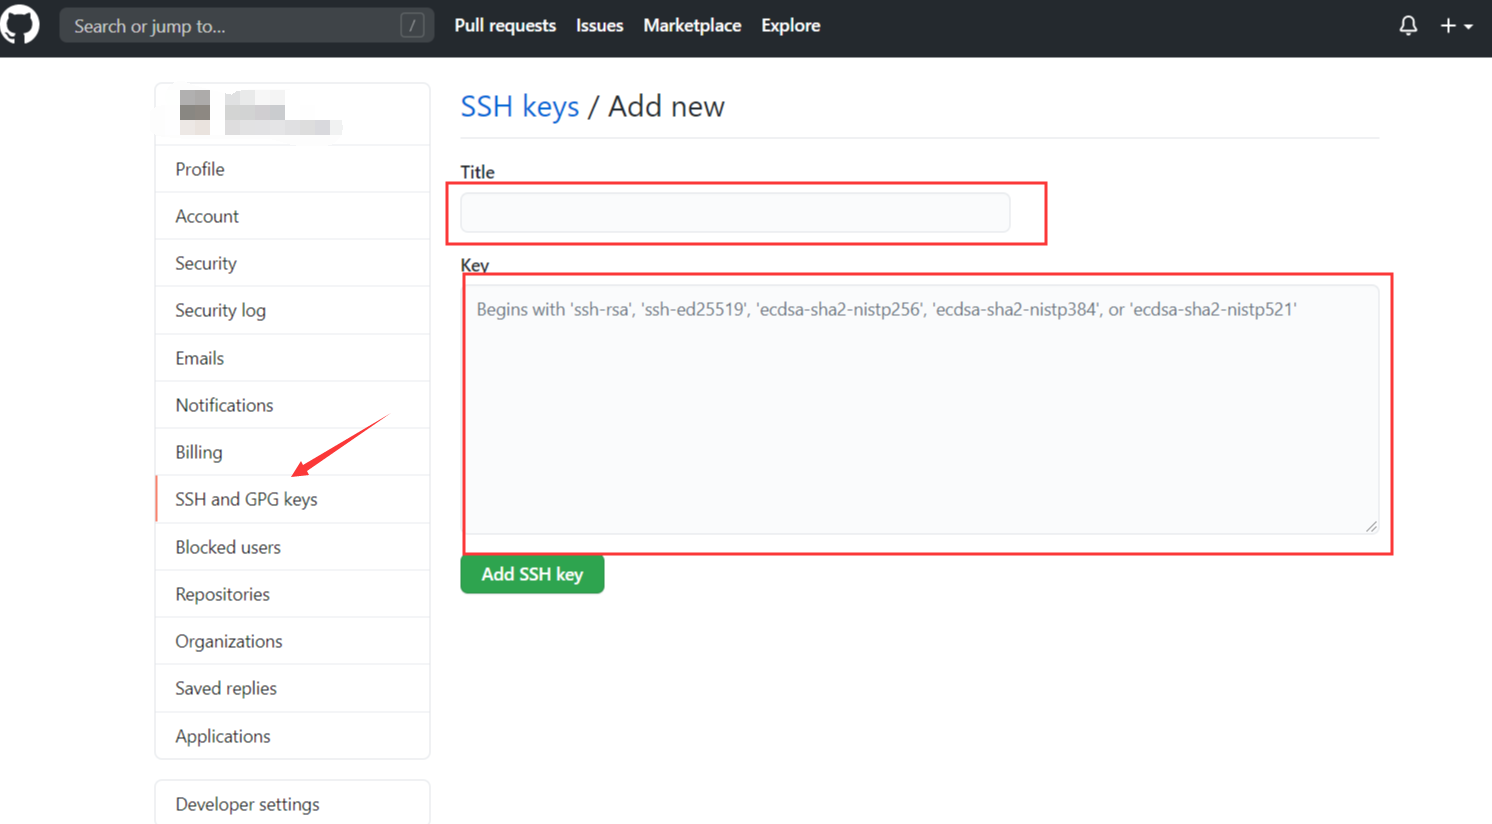 Search or jump to... /
Pull requests Issues Marketplace Explore
SSH keys / Add new
Profile
Account
Security
Security log
Emails
Notifications
Billing
SSH and GPG keys
Blocked users
Repositories
Organizations
Saved replies
Applications
Developer settings
Title
Key
Begins with 'ssh-rsa', 'ssh-ed25519', 'ecdsa-sha2-nistp256', 'ecdsa-sha2-nistp384', or 'ecdsa-sha2-nistp521'
Add SSH key